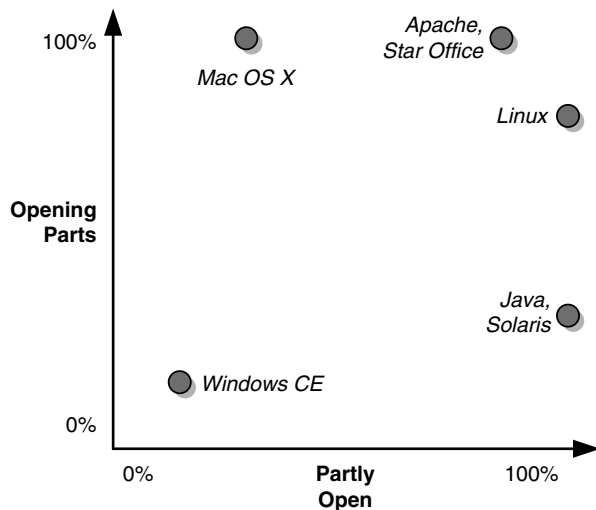 Apache,
Star Office
100%
Mac OS X
Linux
Opening
Parts
Java,
Solaris
Windows CE
0%
0%
Partly
Open
100%